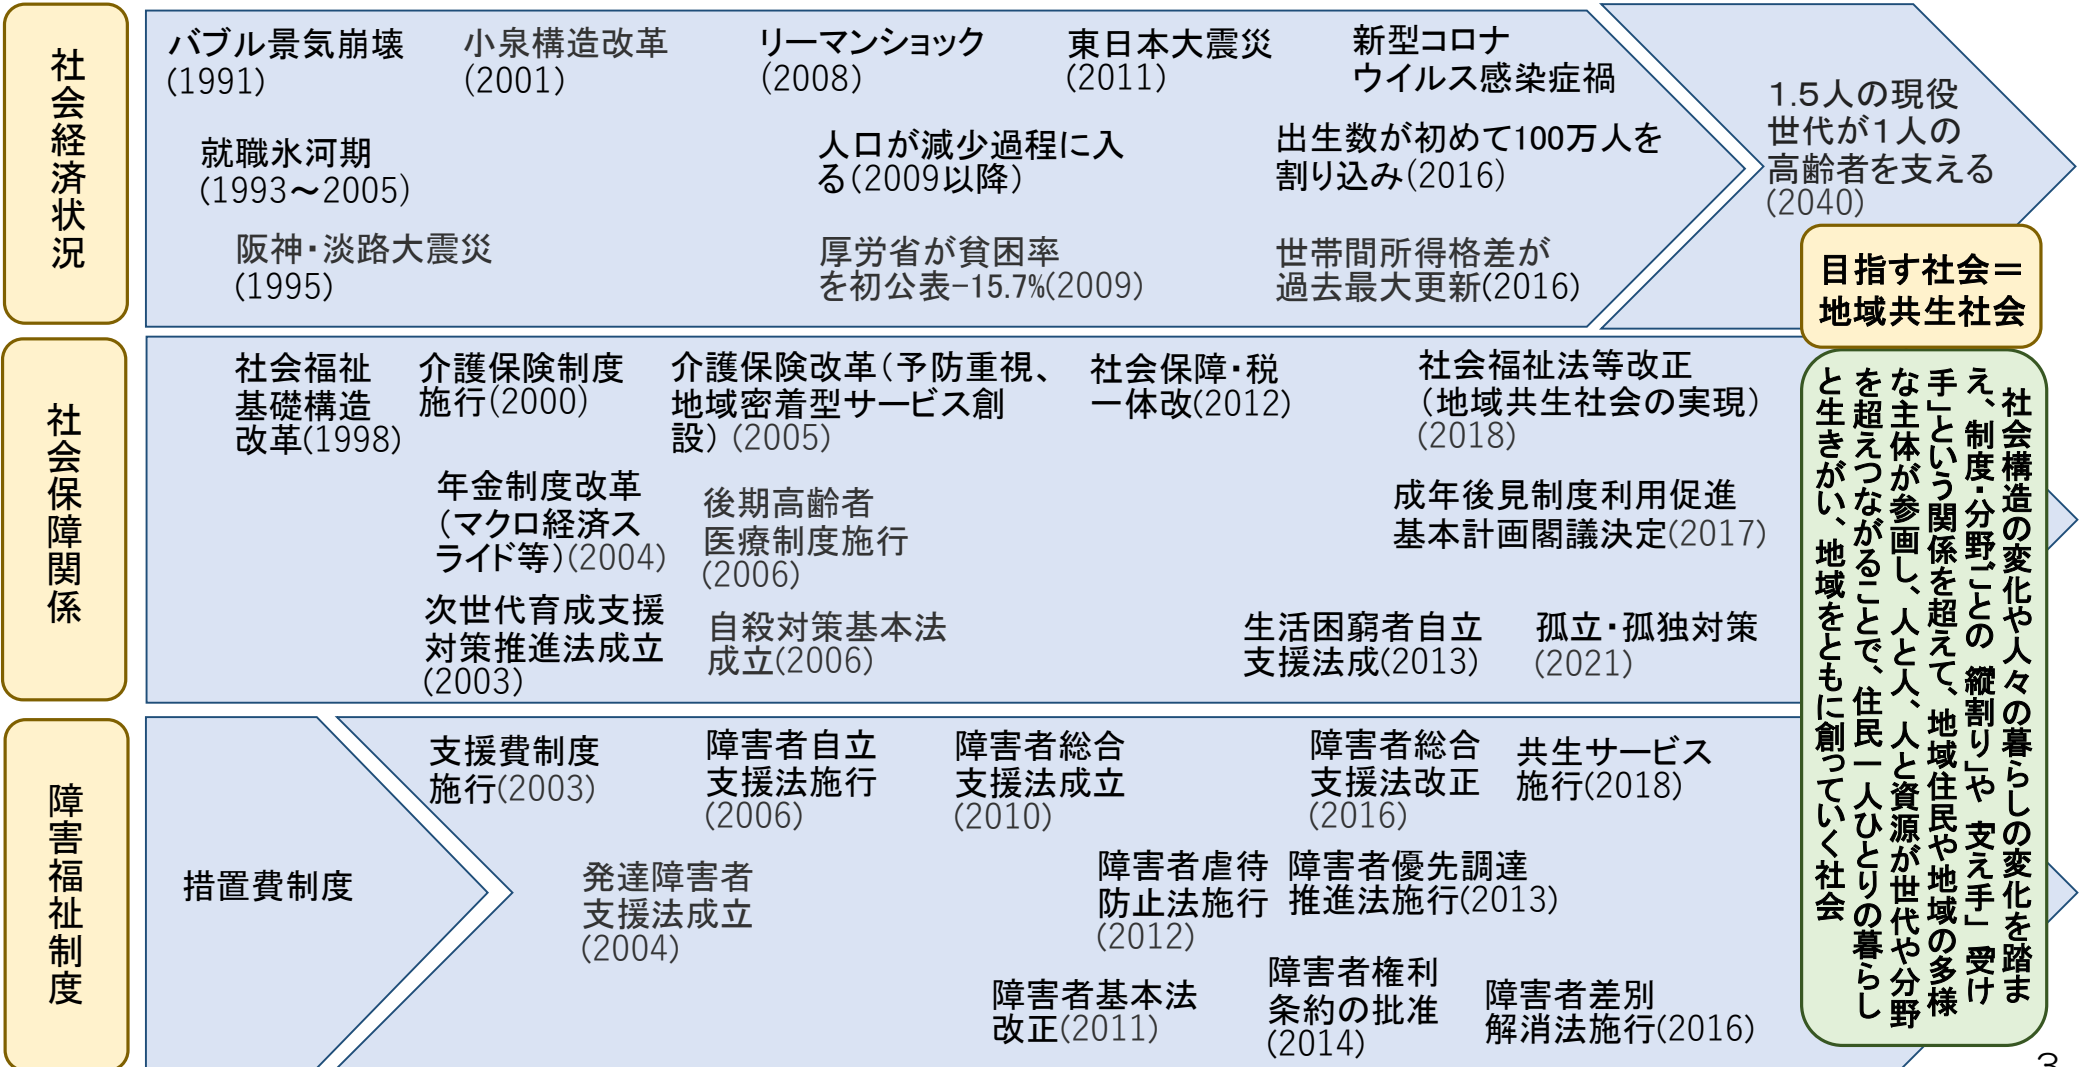 社会経済状況
バブル景気崩壊
(1991)
小泉構造改革
(2001)
リーマンショック
(2008)
東日本大震災
(2011)
新型コロナ
ウイルス感染症禍
就職氷河期
(1993～2005)
人口が減少過程に入
る(2009以降)
出生数が初めて100万人を
割り込み(2016)
阪神・淡路大震災
(1995)
厚労省が貧困率
を初公表-15.7%(2009)
世帯間所得格差が
過去最大更新(2016)
1.5人の現役
世代が1人の
高齢者を支える
(2040)
目指す社会＝
地域共生社会
社会保障関係
社会福祉
基礎構造
改革(1998)
介護保険制度
施行(2000)
介護保険改革（予防重視、
地域密着型サービス創
設）(2005)
社会保障・税
一体改(2012)
社会福祉法等改正
（地域共生社会の実現）
(2018)
年金制度改革
（マクロ経済ス
ライド等）(2004)
後期高齢者
医療制度施行
(2006)
成年後見制度利用促進
基本計画閣議決定(2017)
次世代育成支援
対策推進法成立
(2003)
自殺対策基本法
成立(2006)
生活困窮者自立
支援法成(2013)
孤立・孤独対策
(2021)
社会構造の変化や人々の暮らしの変化を踏ま
え、制度・分野ごとの「縦割り」や「支え手」「受け
手」という関係を超えて、地域住民や地域の多様
な主体が参画し、人と人、人と資源が世代や分野
を超えつながることで、住民一人ひとりの暮らし
と生きがい、地域をともに創っていく社会
障害福祉制度
措置費制度
支援費制度
施行(2003)
障害者自立
支援法施行
(2006)
障害者総合
支援法成立
(2010)
障害者総合
支援法改正
(2016)
共生サービス
施行(2018)
発達障害者
支援法成立
(2004)
障害者虐待
防止法施行
(2012)
障害者優先調達
推進法施行(2013)
障害者基本法
改正(2011)
障害者権利
条約の批准
(2014)
障害者差別
解消法施行(2016)
3